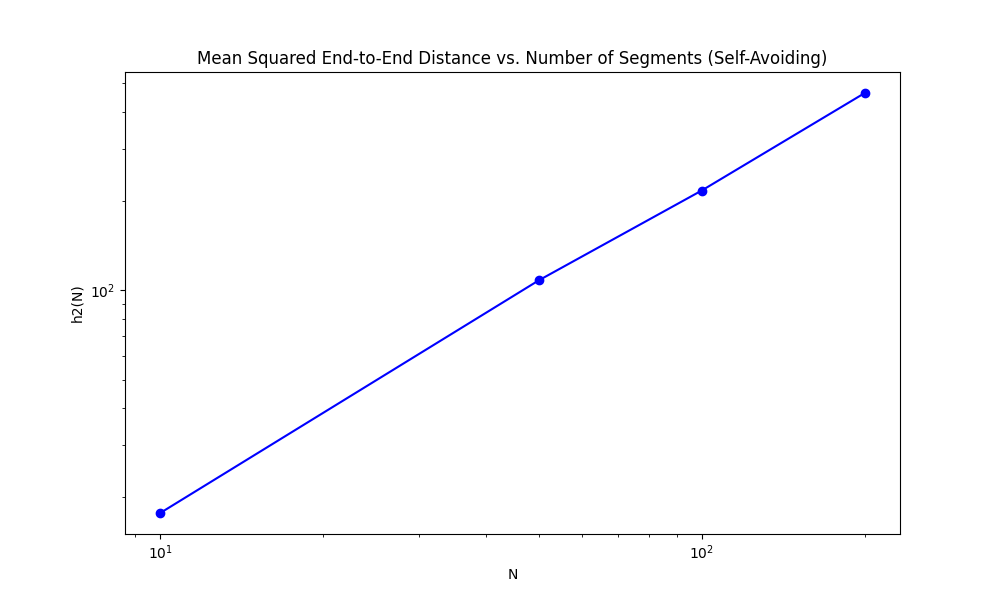 Mean Squared End-to-End Distance vs. Number of Segments (Self-Avoiding)
h2(N)
10²
10¹
10²
N